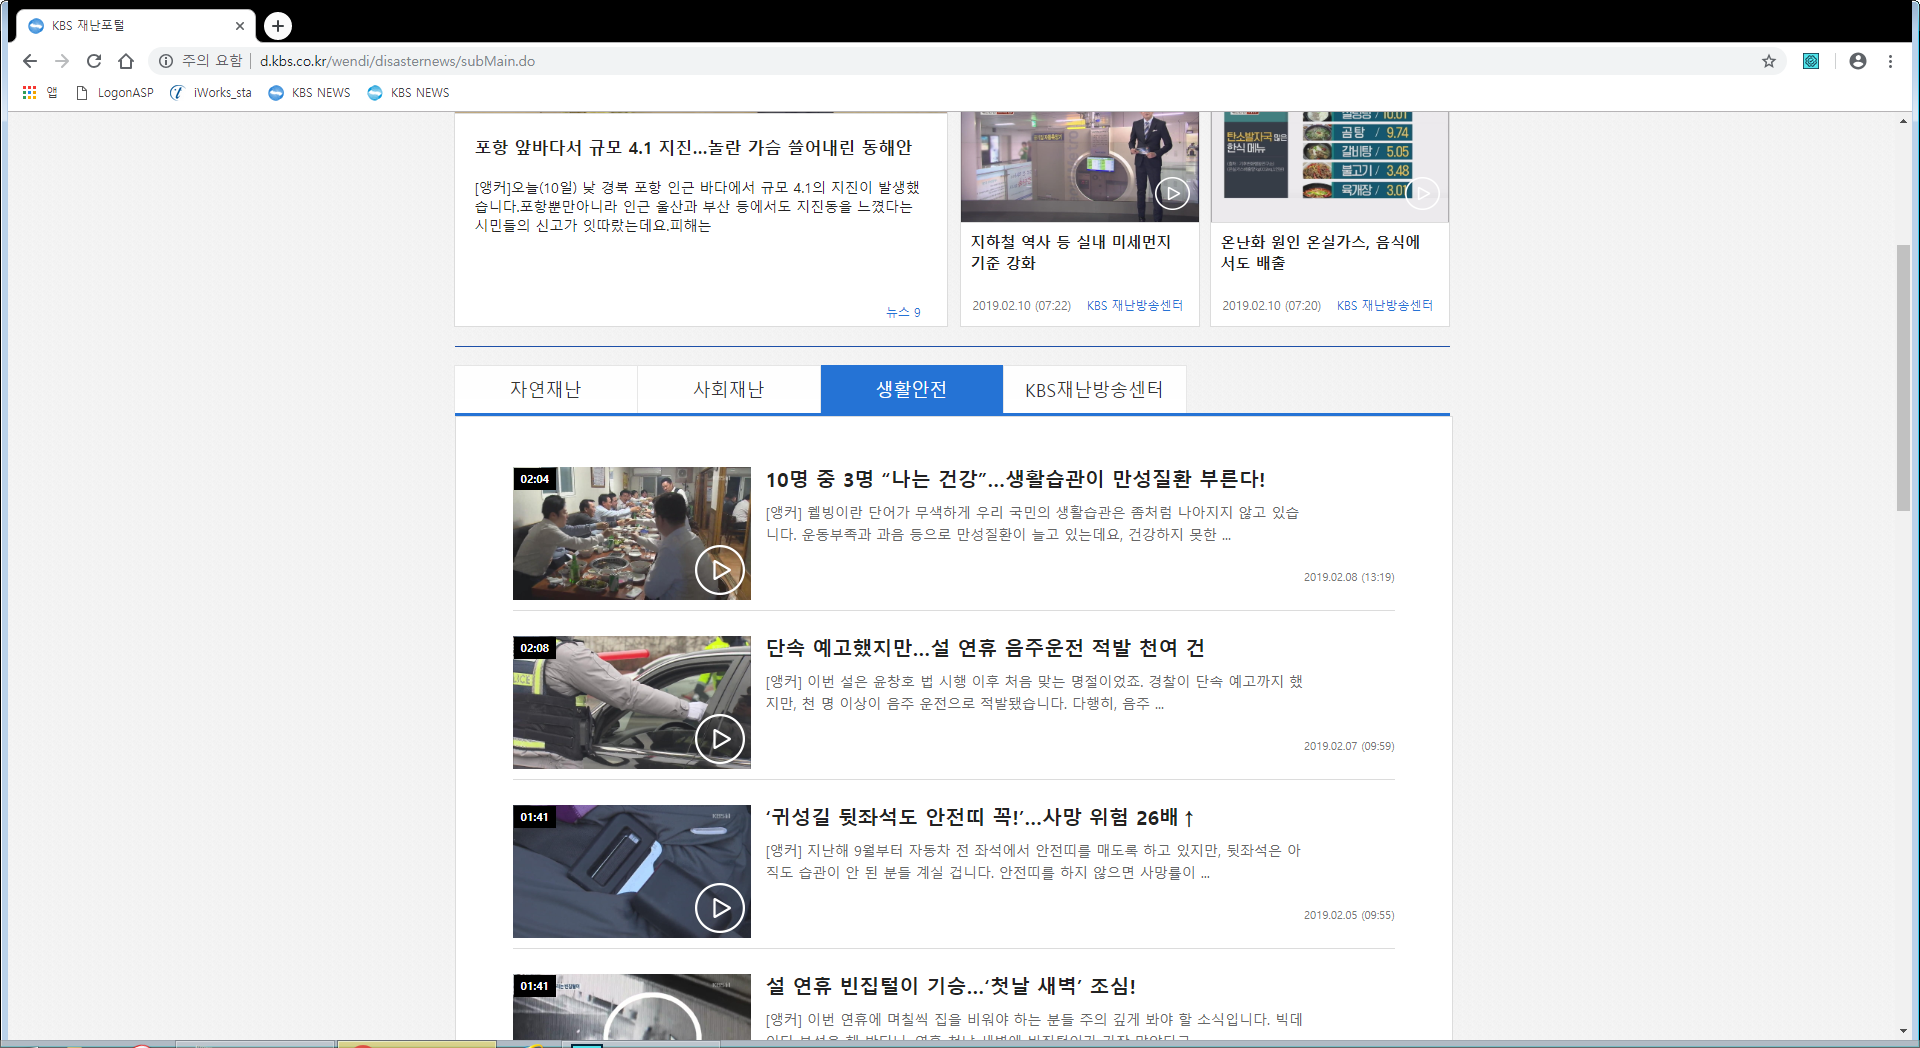 KBS 재난포털
주의 요함
d.kbs.co.kr/wendi/disasternews/subMain.do
앱
LogonASP
iWorks_sta
KBS NEWS
KBS NEWS
포항 앞바다서 규모 4.1 지진...놀란 가슴 쓸어내린 동해안
[앵커]오늘(10일) 낮 경북 포항 인근 바다에서 규모 4.1의 지진이 발생했
습니다.포항뿐만아니라 인근 울산과 부산 등에서도 지진동을 느꼈다는
시민들의 신고가 잇따랐는데요.피해는
뉴스 9
지하철 역사 등 실내 미세먼지
기준 강화
2019.02.10 (07:22)
KBS 재난방송센터
탄소발자국 많은
한식 메뉴
곰탕 / 9.74
갈비탕 / 5.05
불고기 / 3.48
육개장 / 3.01
온난화 원인 온실가스, 음식에
서도 배출
2019.02.10 (07:20)
KBS 재난방송센터
자연재난
사회재난
생활안전
KBS재난방송센터
02:04
10명 중 3명 “나는 건강”...생활습관이 만성질환 부른다!
[앵커] 웰빙이란 단어가 무색하게 우리 국민의 생활습관은 좀처럼 나아지지 않고 있습
니다. 운동부족과 과음 등으로 만성질환이 늘고 있는데요, 건강하지 못한 ...
2019.02.08 (13:19)
02:08
단속 예고했지만...설 연휴 음주운전 적발 천여 건
[앵커] 이번 설은 윤창호 법 시행 이후 처음 맞는 명절이었죠. 경찰이 단속 예고까지 했
지만, 천 명 이상이 음주 운전으로 적발됐습니다. 다행히, 음주 ...
2019.02.07 (09:59)
01:41
‘귀성길 뒷좌석도 안전띠 꼭!’...사망 위험 26배↑
[앵커] 지난해 9월부터 자동차 전 좌석에서 안전띠를 매도록 하고 있지만, 뒷좌석은 아
직도 습관이 안 된 분들 계실 겁니다. 안전띠를 하지 않으면 사망률이 ...
2019.02.05 (09:55)
01:41
설 연휴 빈집털이 기승...‘첫날 새벽’ 조심!
[앵커] 이번 연휴에 며칠씩 집을 비워야 하는 분들 주의 깊게 봐야 할 소식입니다. 빅데